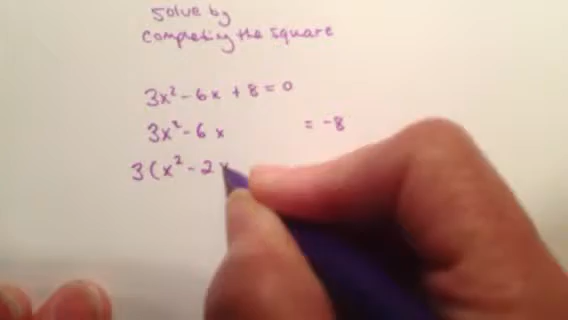 Solve by
completing the square
3x² - 6x + 8 = 0
3x² - 6x = -8
3(x² - 2x